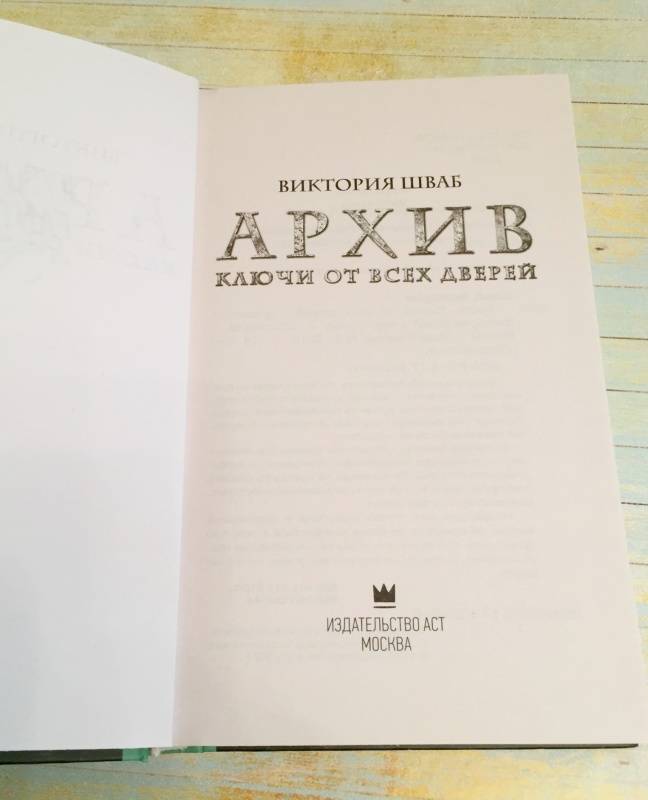 ВИКТОРИЯ ШВАБ
АРХИВ
КЛЮЧИ ОТ ВСЕХ ДВЕРЕЙ
ИЗДАТЕЛЬСТВО АСТ
МОСКВА